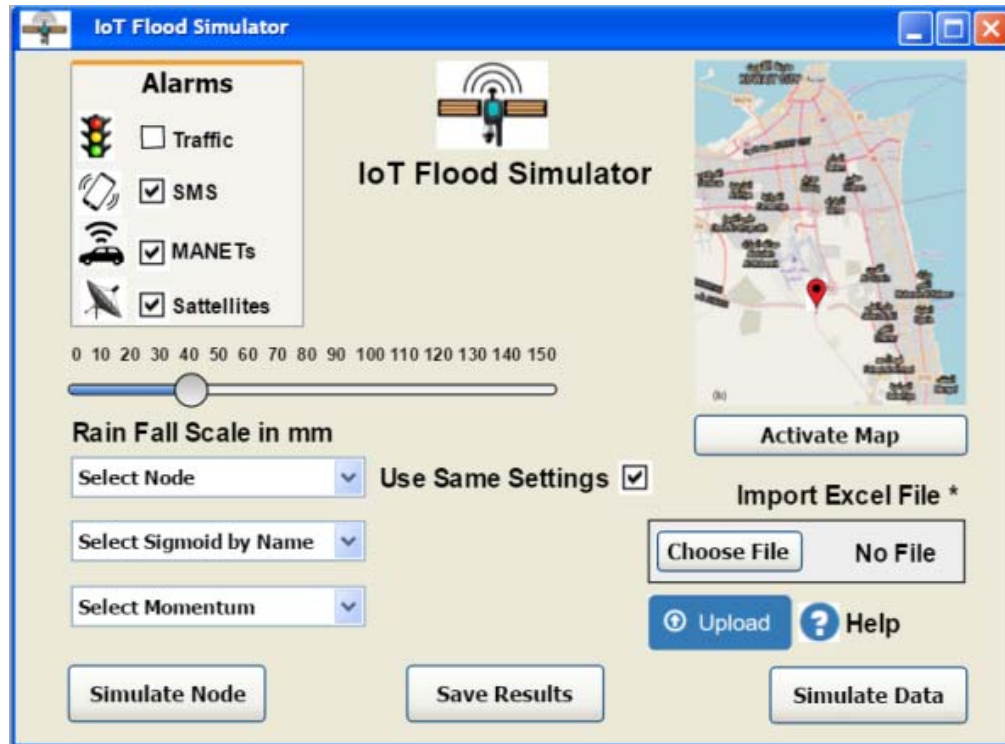 IoT Flood Simulator
Alarms
Traffic
SMS
MANETs
Sattellites
IoT Flood Simulator
KUWAIT CITY
(b)
0 10 20 30 40 50 60 70 80 90 100 110 120 130 140 150
Rain Fall Scale in mm
Activate Map
Select Node
Use Same Settings
Select Sigmoid by Name
Select Momentum
Import Excel File *
Choose File
No File
Upload
? Help
Simulate Node
Save Results
Simulate Data